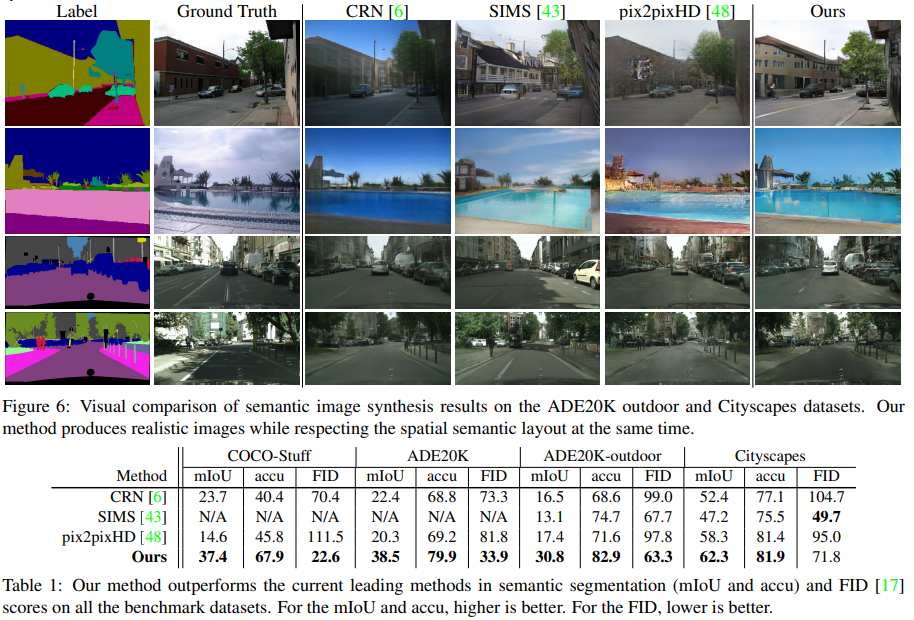 Label Ground Truth CRN [6] SIMS [43] pix2pixHD [48] Ours
Figure 6: Visual comparison of semantic image synthesis results on the ADE20K outdoor and Cityscapes datasets. Our
method produces realistic images while respecting the spatial semantic layout at the same time.
COCO-Stuff ADE20K ADE20K-outdoor Cityscapes
Method mIoU accu FID mIoU accu FID mIoU accu FID mIoU accu FID
CRN [6] 23.7 40.4 70.4 22.4 68.8 73.3 16.5 68.6 99.0 52.4 77.1 104.7
SIMS [43] N/A N/A N/A N/A N/A N/A 13.1 74.7 67.7 47.2 75.5 49.7
pix2pixHD [48] 14.6 45.8 111.5 20.3 69.2 81.8 17.4 71.6 97.8 58.3 81.4 95.0
Ours 37.4 67.9 22.6 38.5 79.9 33.9 30.8 82.9 63.3 62.3 81.9 71.8
Table 1: Our method outperforms the current leading methods in semantic segmentation (mIoU and accu) and FID [17]
scores on all the benchmark datasets. For the mIoU and accu, higher is better. For the FID, lower is better.